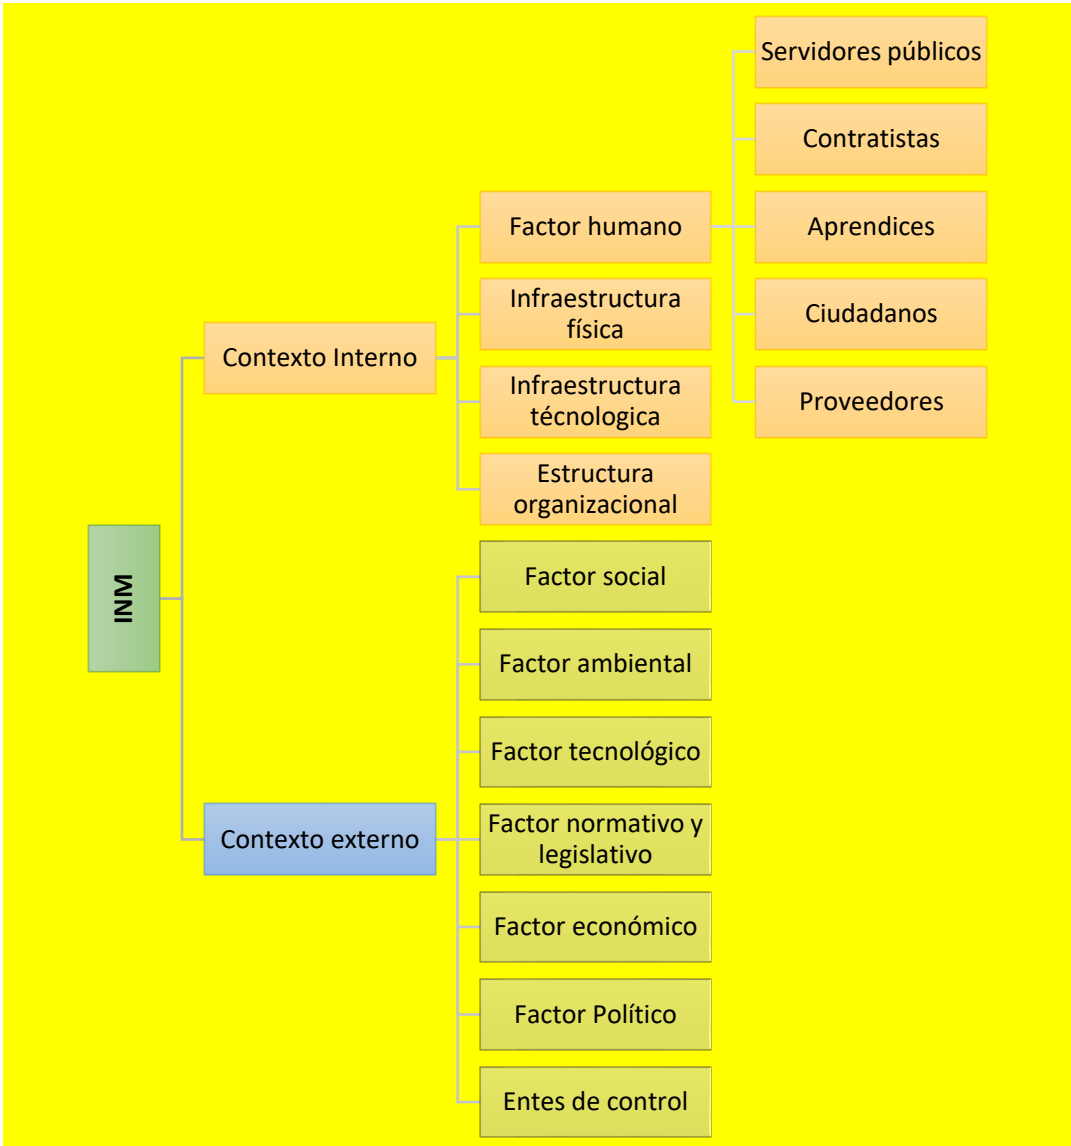 Servidores públicos
Contratistas
Factor humano
Aprendices
Infraestructura
física
Ciudadanos
Contexto Interno
Infraestructura
técnologica
Proveedores
Estructura
organizacional
INM
Factor social
Factor ambiental
Factor tecnológico
Contexto externo
Factor normativo y
legislativo
Factor económico
Factor Político
Entes de control